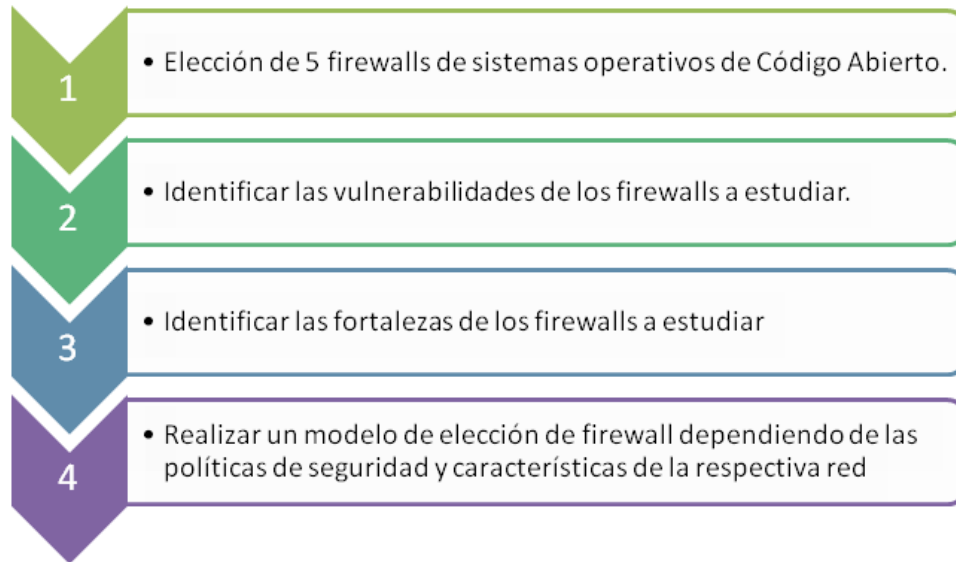 1
• Elección de 5 firewalls de sistemas operativos de Código Abierto.
2
• Identificar las vulnerabilidades de los firewalls a estudiar.
3
• Identificar las fortalezas de los firewalls a estudiar
4
• Realizar un modelo de elección de firewall dependiendo de las
políticas de seguridad y características de la respectiva red